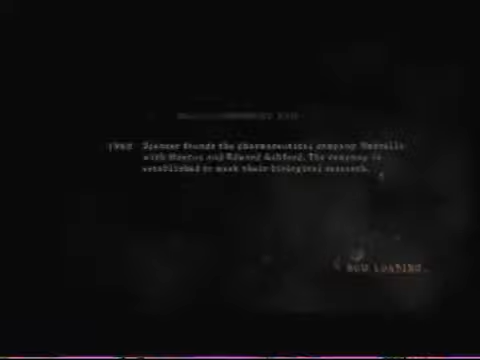 1968 Spencer founds the pharmaceutical company Umbrella
with Marcus and Edward Ashford. The company is
established to mask their biological research.
NOW LOADING...